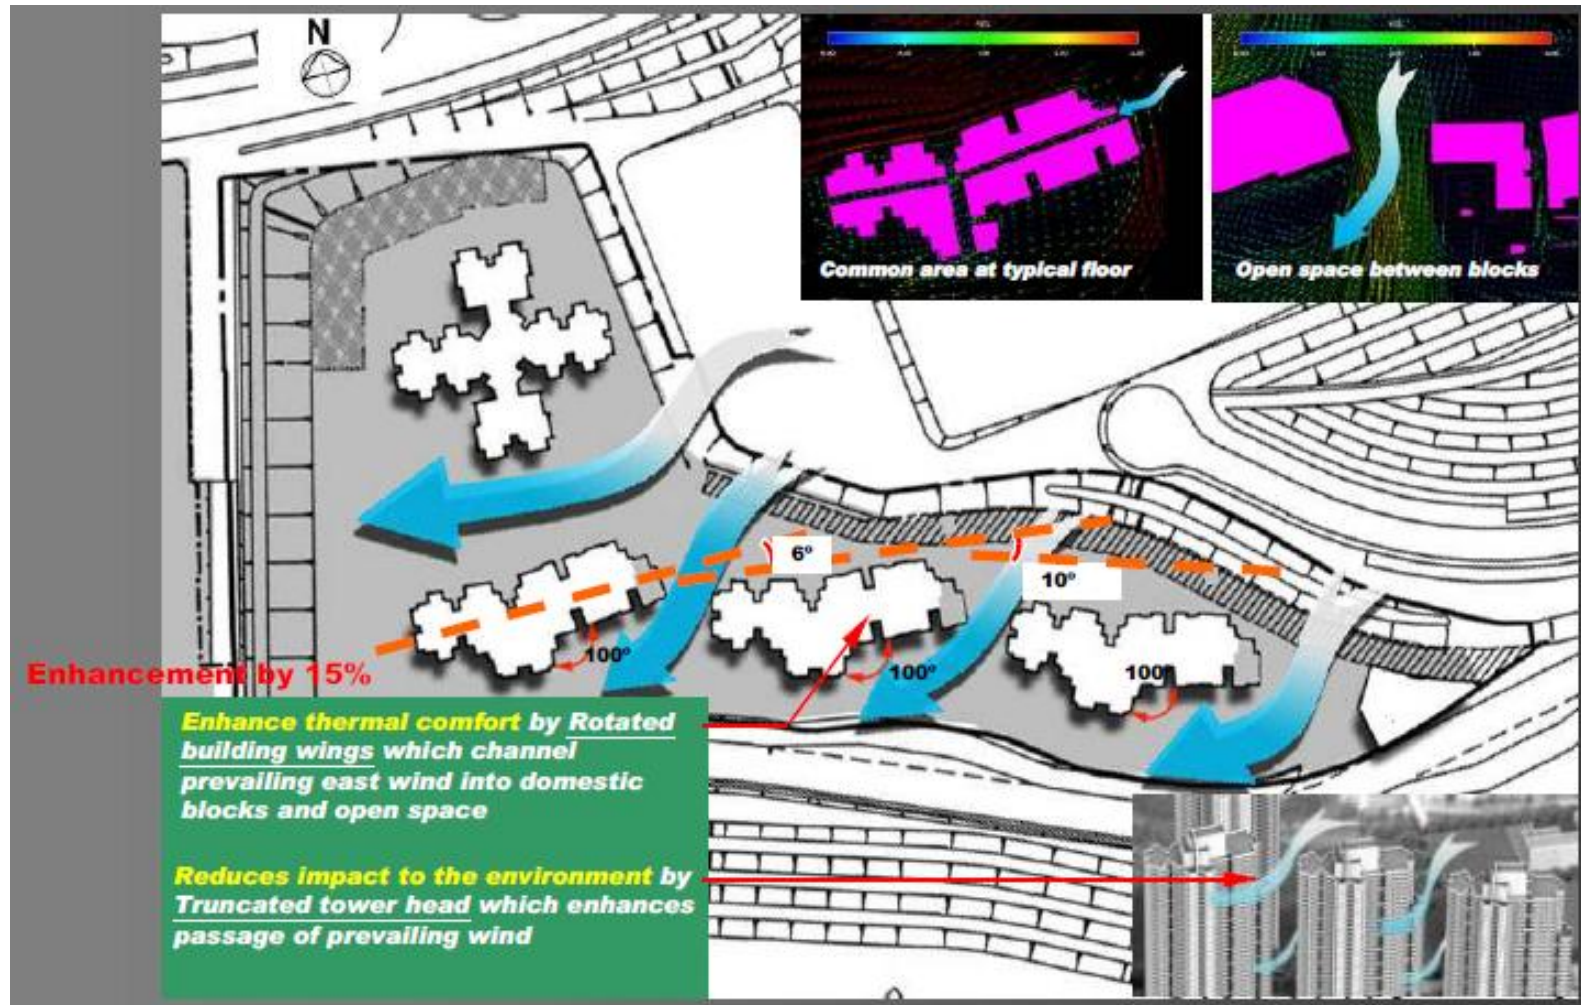 N
Common area at typical floor
Open space between blocks
6º
10º
100º
100º
100
Enhancement by 15%
Enhance thermal comfort by Rotated
building wings which channel
prevailing east wind into domestic
blocks and open space
Reduces impact to the environment by
Truncated tower head which enhances
passage of prevailing wind